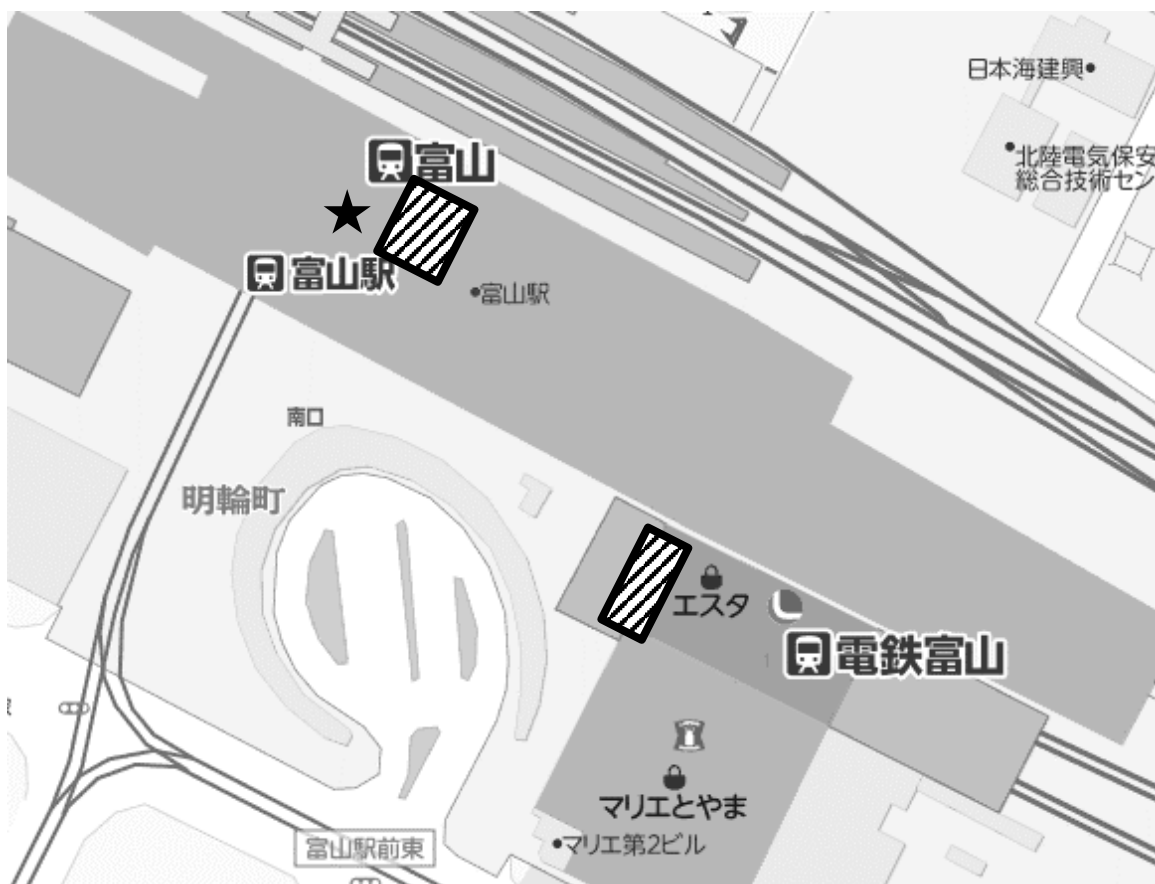 日本海建興
富山
北陸電気保安
総合技術セン
富山駅
富山駅
南口
明輪町
エスタ
電鉄富山
マリエとやま
マリエ第2ビル
富山駅前東